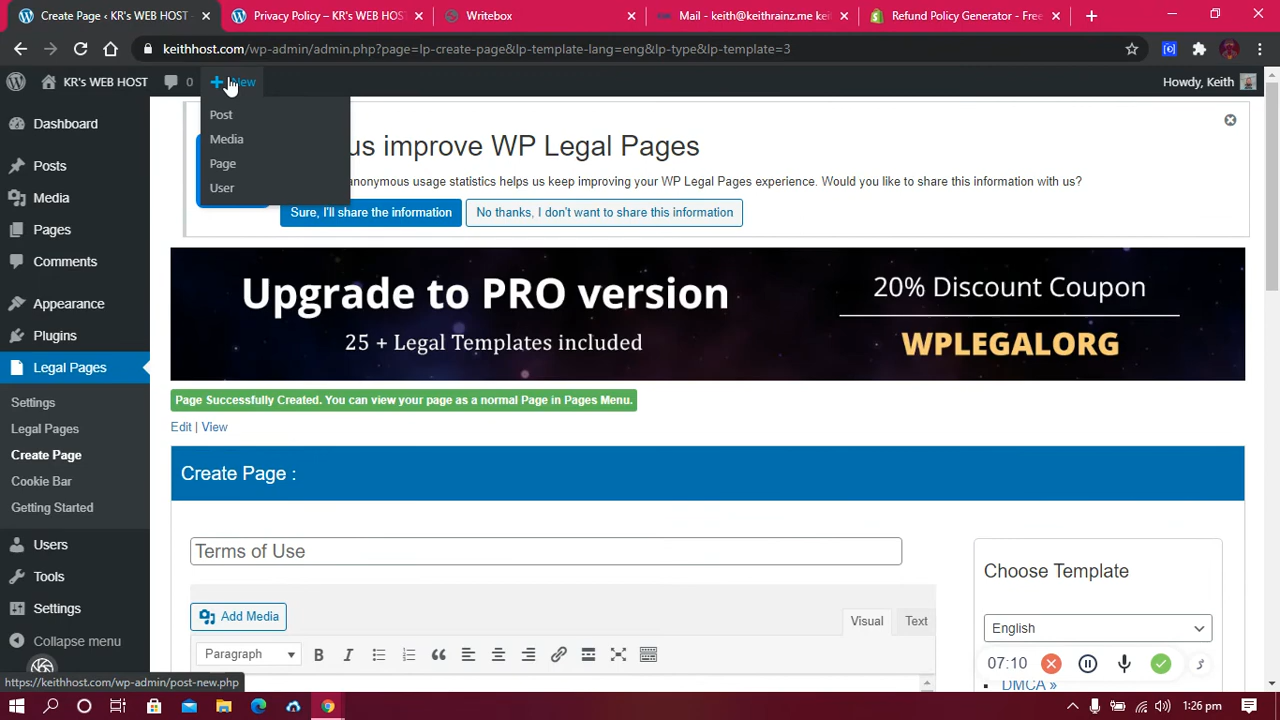 Create Page ‹ KR's WEB HOST -
Privacy Policy – KR's WEB HOST
Writebox
Mail - keith@keithrainz.me kei
Refund Policy Generator - Free
keithhost.com/wp-admin/admin.php?page=lp-create-page&lp-template-lang=eng&lp-type&lp-template=3
KR's WEB HOST
0
New
Howdy, Keith
Post
Media
Page
User
Dashboard
Posts
Media
Pages
Comments
Appearance
Plugins
Legal Pages
Settings
Legal Pages
Create Page
Cookie Bar
Getting Started
Users
Tools
Settings
Collapse menu
us improve WP Legal Pages
anonymous usage statistics helps us keep improving your WP Legal Pages experience. Would you like to share this information with us?
Sure, I'll share the information
No thanks, I don't want to share this information
Upgrade to PRO version
25 + Legal Templates included
20% Discount Coupon
WPLEGALORG
Page Successfully Created. You can view your page as a normal Page in Pages Menu.
Edit | View
Create Page :
Terms of Use
Add Media
Visual
Text
Paragraph
B
I
Choose Template
English
07:10
DMCA »
https://keithhost.com/wp-admin/post-new.php
1:26 pm